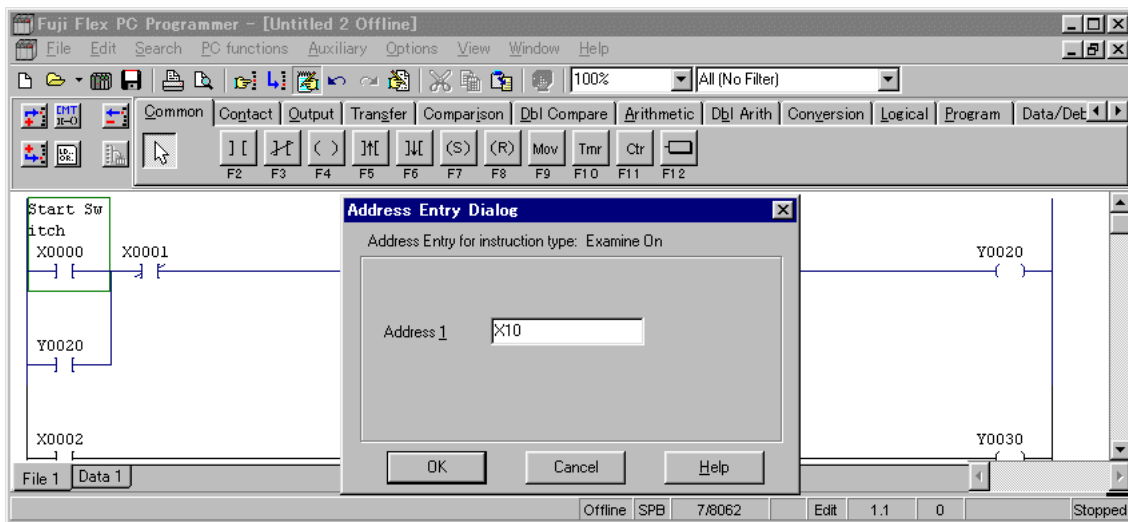 Fuji Flex PC Programmer - [Untitled 2 Offline]
File Edit Search PC functions Auxiliary Options View Window Help
100% All (No Filter)
CMT
Common Contact Output Transfer Comparison Dbl Compare Arithmetic Dbl Arith Conversion Logical Program Data/Det
(S) (R) Mov Tmr Ctr
F2 F3 F4 F5 F6 F7 F8 F9 F10 F11 F12
Start Sw
itch
X0000 X0001 Y0020
Y0020
X0002 Y0030
Address Entry Dialog
Address Entry for instruction type: Examine On
Address 1 X10
OK Cancel Help
File 1 Data 1
Offline SPB 7/8062 Edit 1.1 0 Stopped